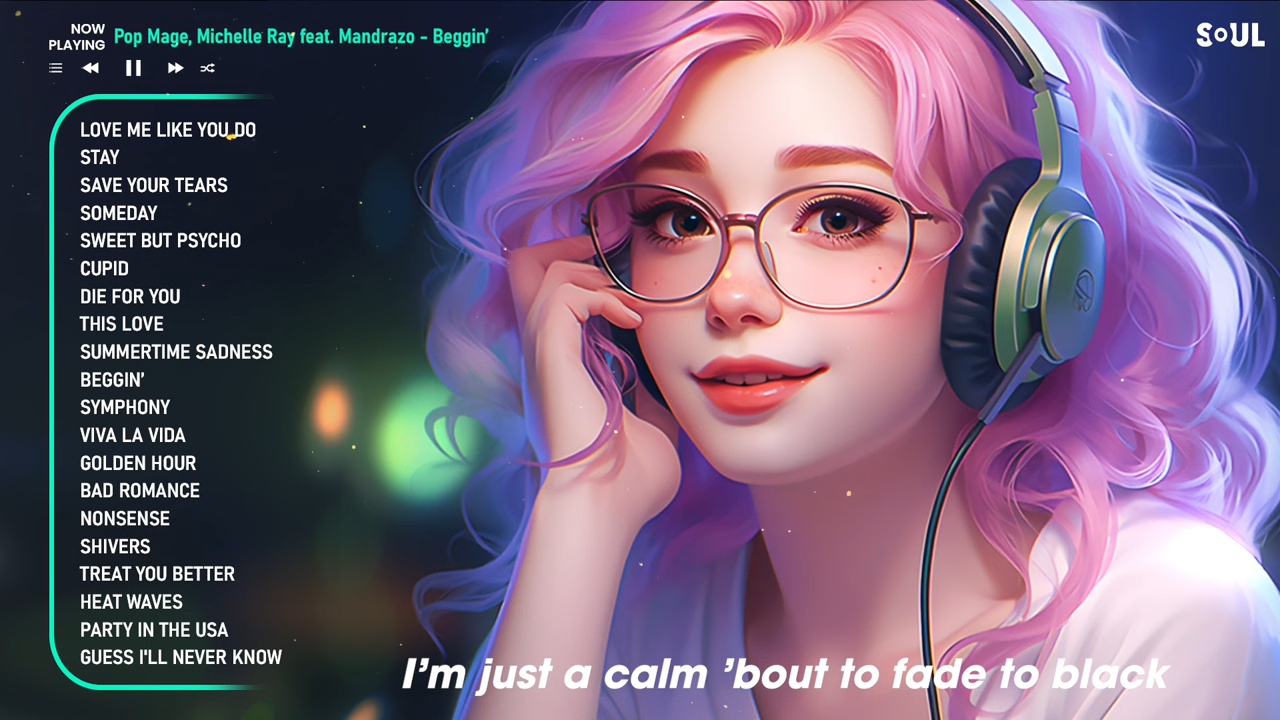 NOW PLAYING
Pop Mage, Michelle Ray feat. Mandrazo - Beggin’
SOUL
LOVE ME LIKE YOU DO
STAY
SAVE YOUR TEARS
SOMEDAY
SWEET BUT PSYCHO
CUPID
DIE FOR YOU
THIS LOVE
SUMMERTIME SADNESS
BEGGIN’
SYMPHONY
VIVA LA VIDA
GOLDEN HOUR
BAD ROMANCE
NONSENSE
SHIVERS
TREAT YOU BETTER
HEAT WAVES
PARTY IN THE USA
GUESS I'LL NEVER KNOW
I’m just a calm ’bout to fade to black